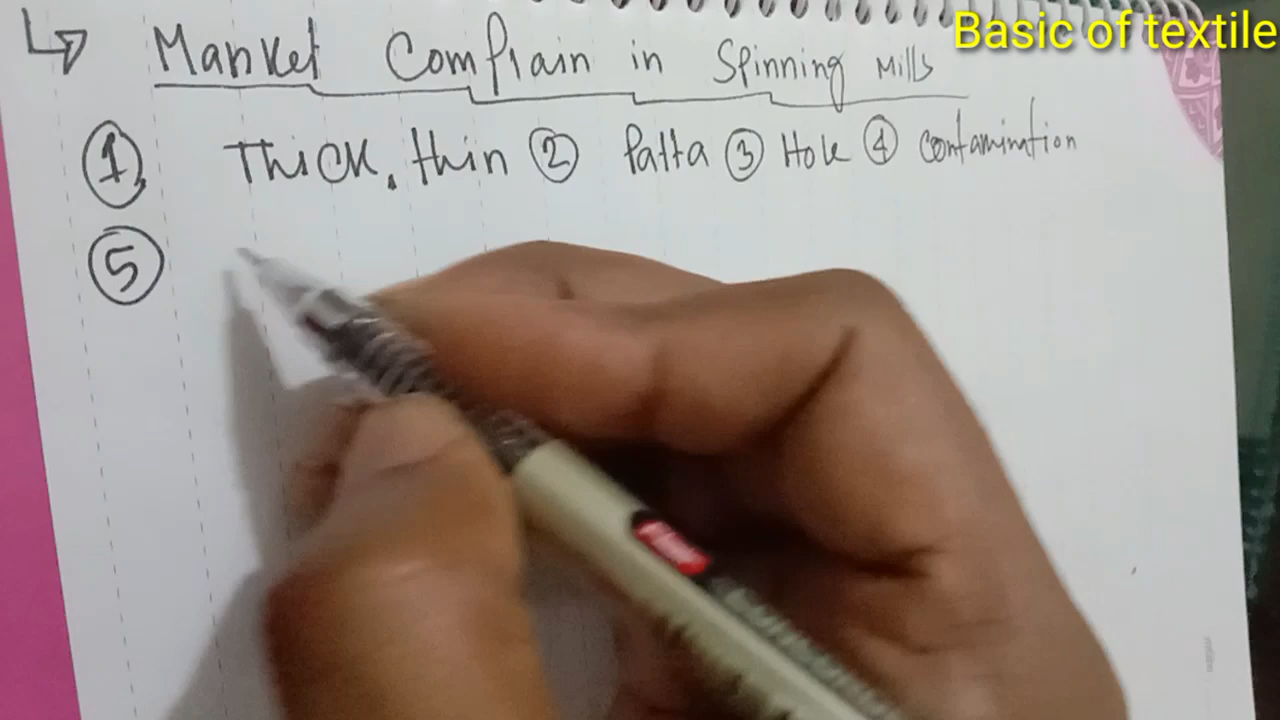 Basic of textile
Market Complain in Spinning Mills
① Thick, thin ② Patta ③ Hole ④ Contamination
⑤